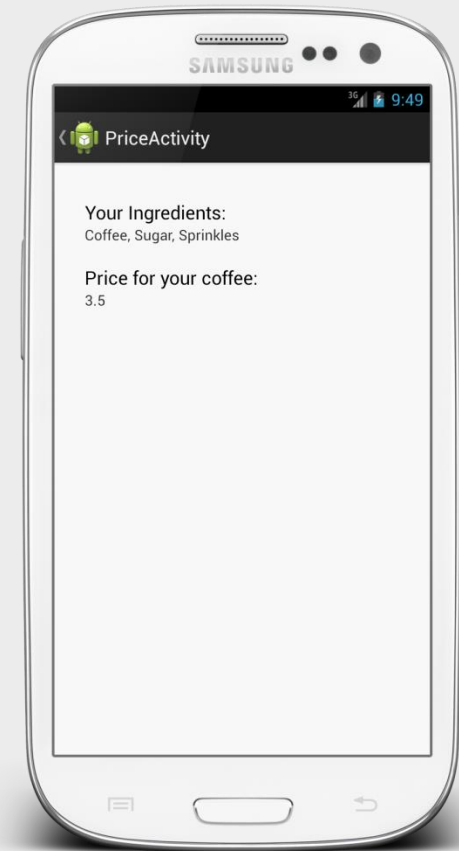 SAMSUNG
3G 9:49
PriceActivity
Your Ingredients:
Coffee, Sugar, Sprinkles
Price for your coffee:
3.5